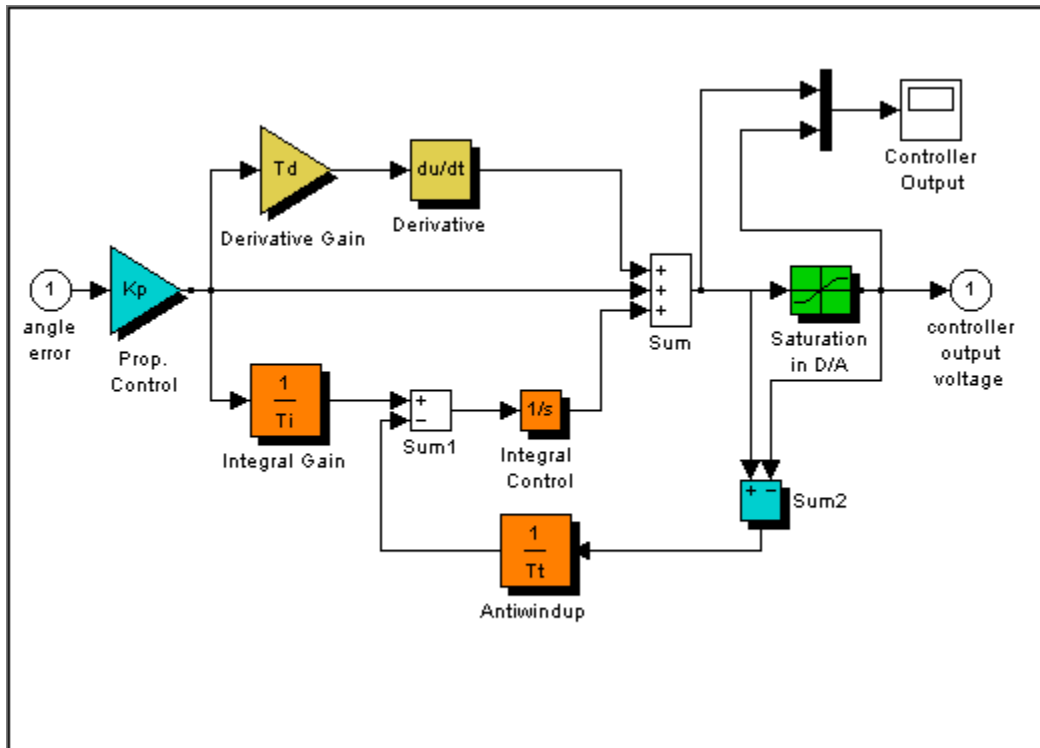 Controller
Output
Td
Derivative Gain
du/dt
Derivative
1
angle
error
Kp
Prop.
Control
+
+
+
Sum
Saturation
in D/A
1
controller
output
voltage
1
Ti
Integral Gain
+
−
Sum1
1/s
Integral
Control
+ −
Sum2
1
Tt
Antiwindup